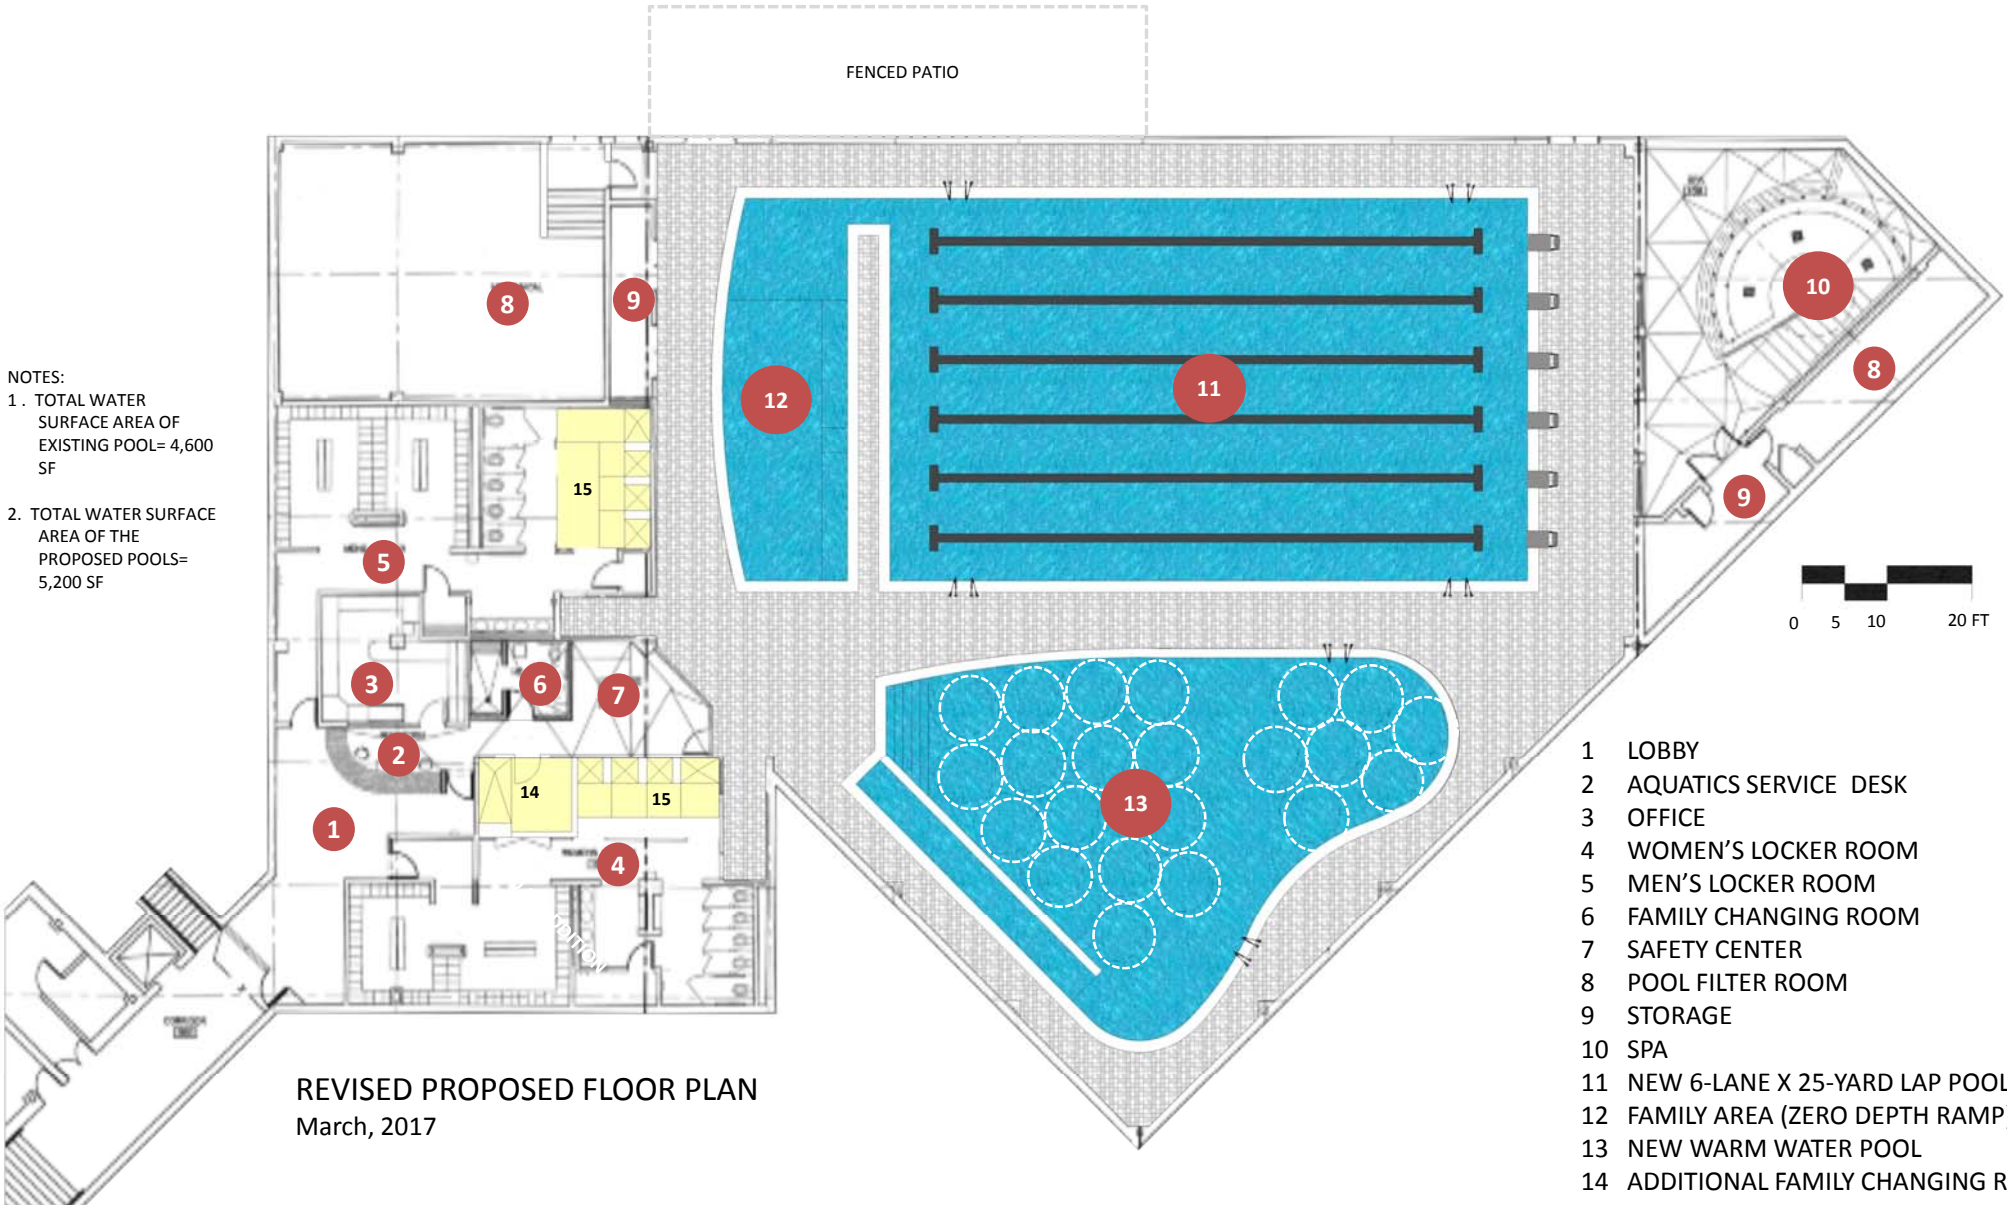 FENCED PATIO
NOTES:
1 . TOTAL WATER
SURFACE AREA OF
EXISTING POOL= 4,600
SF
2. TOTAL WATER SURFACE
AREA OF THE
PROPOSED POOLS=
5,200 SF
8
9
12
11
10
8
9
15
5
3
6
7
2
14
15
1
4
13
0 5 10 20 FT
CORRIDOR
REVISED PROPOSED FLOOR PLAN
March, 2017
1 LOBBY
2 AQUATICS SERVICE DESK
3 OFFICE
4 WOMEN'S LOCKER ROOM
5 MEN'S LOCKER ROOM
6 FAMILY CHANGING ROOM
7 SAFETY CENTER
8 POOL FILTER ROOM
9 STORAGE
10 SPA
11 NEW 6-LANE X 25-YARD LAP POOL
12 FAMILY AREA (ZERO DEPTH RAMP)
13 NEW WARM WATER POOL
14 ADDITIONAL FAMILY CHANGING R